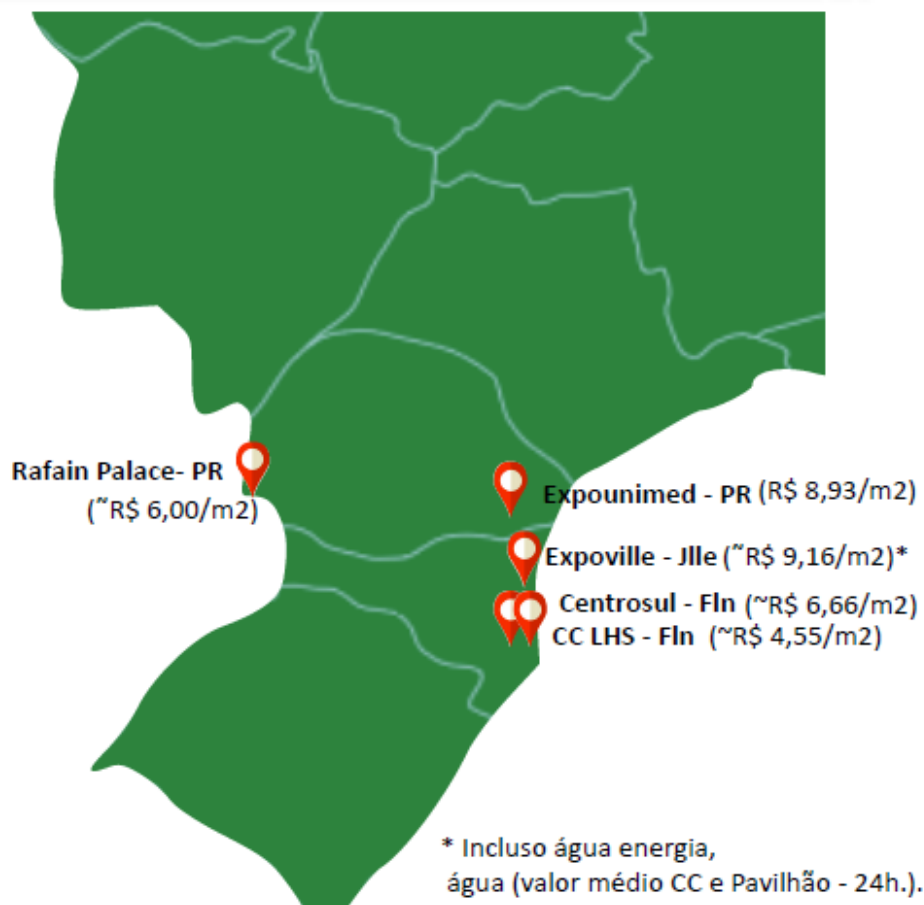 Rafain Palace- PR
(~R$ 6,00/m2)
Expounimed - PR (R$ 8,93/m2)
Expoville - Jlle (~R$ 9,16/m2)*
Centrosul - Fln (~R$ 6,66/m2)
CC LHS - Fln (~R$ 4,55/m2)
* Incluso água energia,
água (valor médio CC e Pavilhão - 24h.).